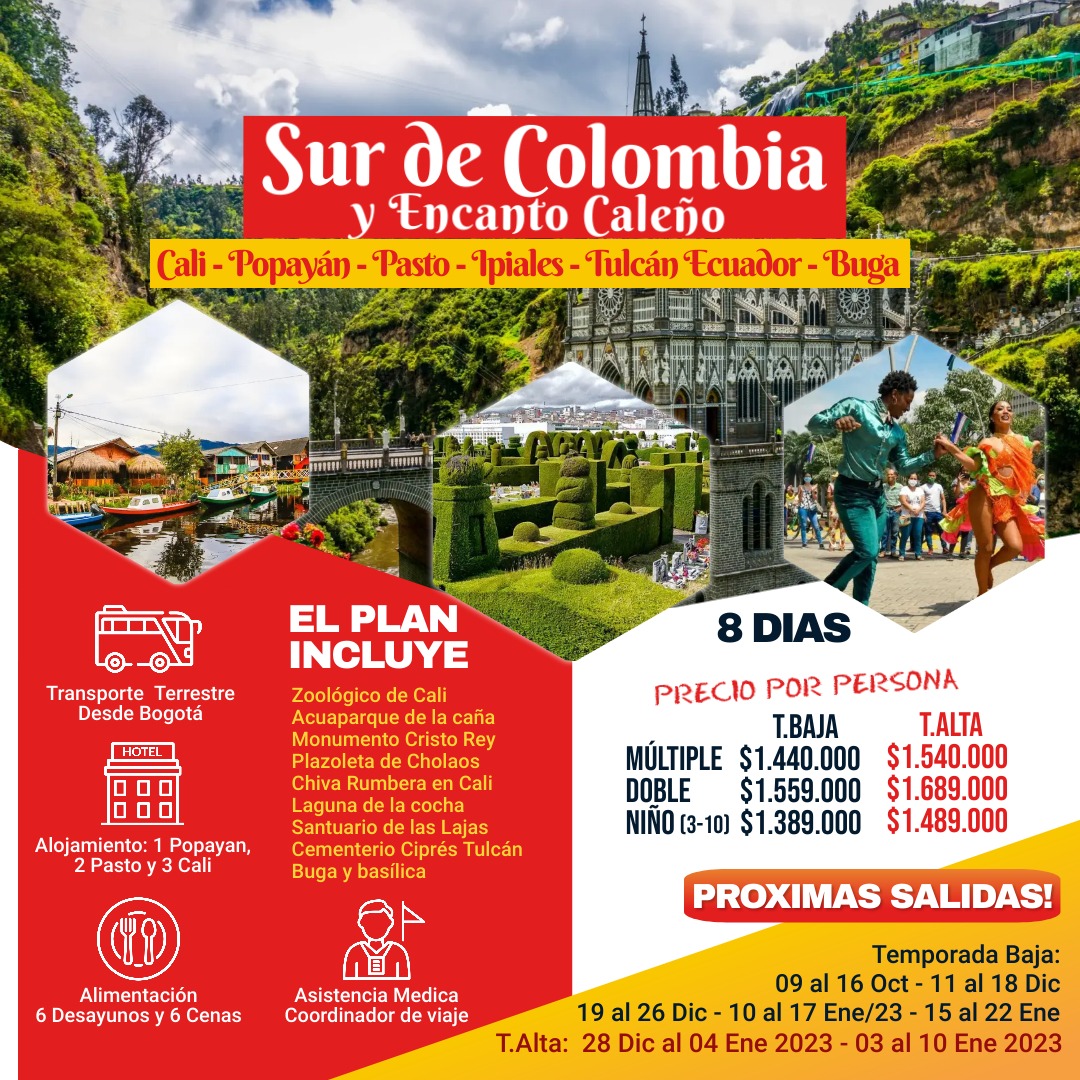 Sur de Colombia
y Encanto Caleño
Cali - Popayán - Pasto - Ipiales - Tulcán Ecuador - Buga
Transporte Terrestre
Desde Bogotá
HOTEL
Alojamiento: 1 Popayan,
2 Pasto y 3 Cali
Alimentación
6 Desayunos y 6 Cenas
EL PLAN
INCLUYE
Zoológico de Cali
Acuaparque de la caña
Monumento Cristo Rey
Plazoleta de Cholaos
Chiva Rumbera en Cali
Laguna de la cocha
Santuario de las Lajas
Cementerio Ciprés Tulcán
Buga y basílica
Asistencia Medica
Coordinador de viaje
8 DIAS
PRECIO POR PERSONA
T.BAJA T.ALTA
MÚLTIPLE $1.440.000 $1.540.000
DOBLE $1.559.000 $1.689.000
NIÑO (3-10) $1.389.000 $1.489.000
PROXIMAS SALIDAS!
Temporada Baja:
09 al 16 Oct - 11 al 18 Dic
19 al 26 Dic - 10 al 17 Ene/23 - 15 al 22 Ene
T.Alta: 28 Dic al 04 Ene 2023 - 03 al 10 Ene 2023